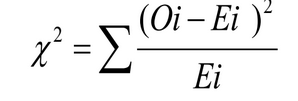 χ² = ∑ (Oi – Ei )² / Ei